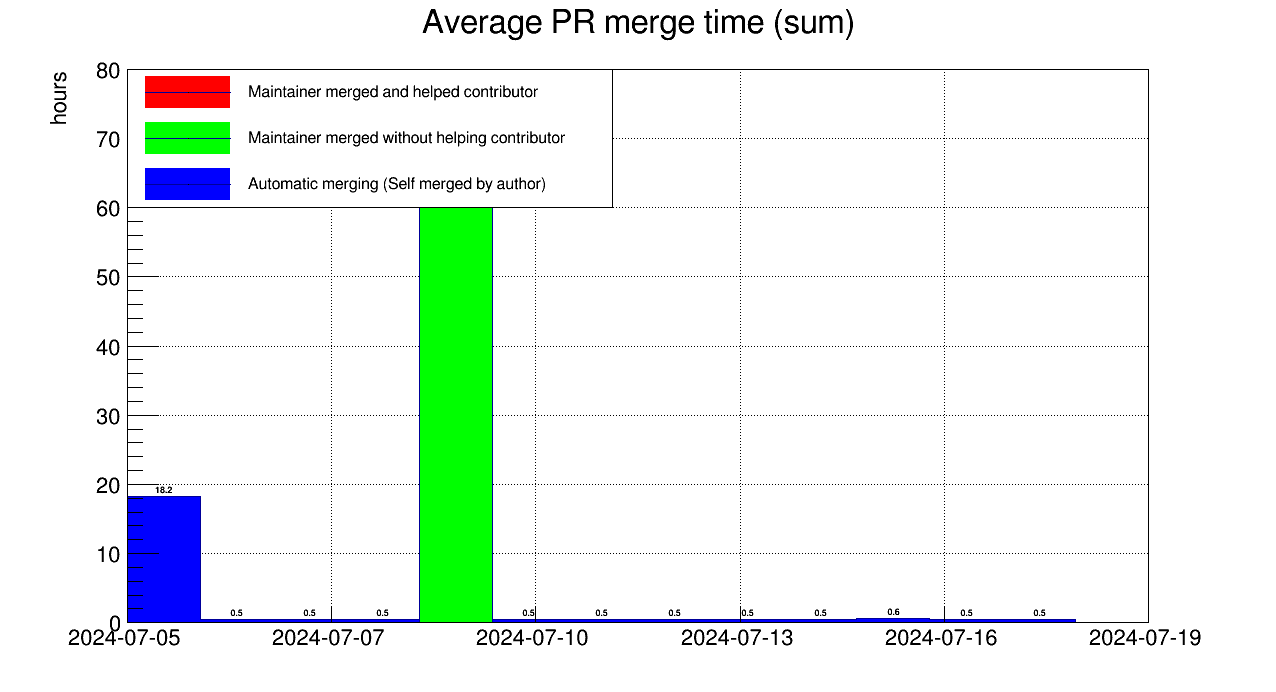 Average PR merge time (sum)
hours
80
70
60
50
40
30
20
10
0
Maintainer merged and helped contributor
Maintainer merged without helping contributor
Automatic merging (Self merged by author)
18.2 0.5 0.5 0.5 0.5 0.5 0.5 0.5 0.5 0.6 0.5 0.5
2024-07-05 2024-07-07 2024-07-10 2024-07-13 2024-07-16 2024-07-19